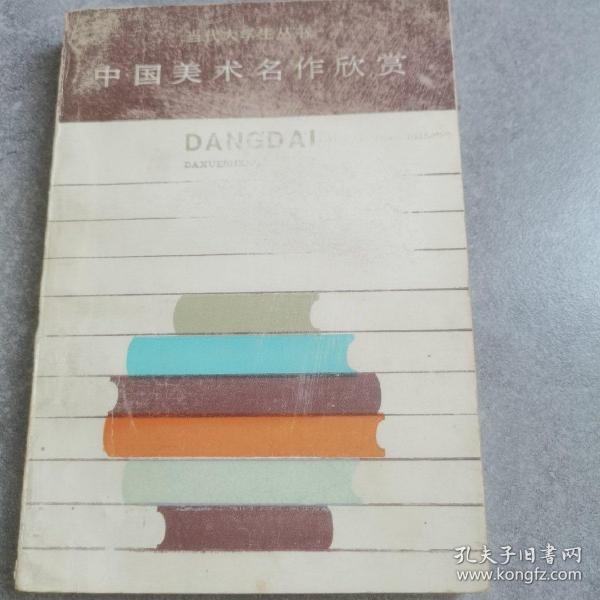 当代大学生丛书
中国美术名作欣赏
DANGDAI
DAXUESHENG
孔夫子旧书网
www.kongfz.com